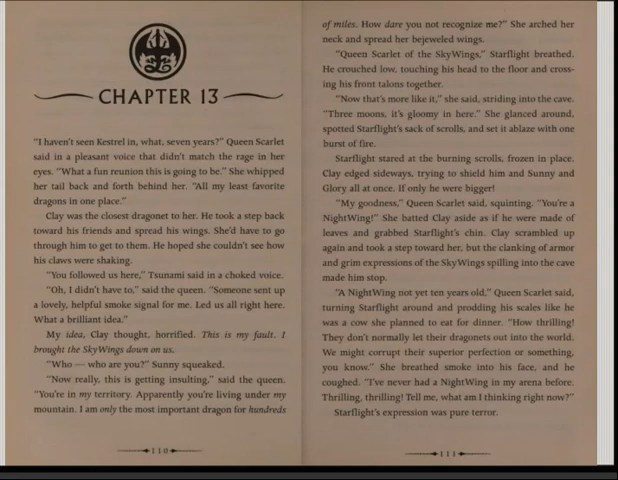 CHAPTER 13
“I haven’t seen Kestrel in, what, seven years?” Queen Scarlet
said in a pleasant voice that didn’t match the rage in her
eyes. “What a fun reunion this is going to be.” She whipped
her tail back and forth behind her. “All my least favorite
dragons in one place.”
Clay was the closest dragonet to her. He took a step back
toward his friends and spread his wings. She’d have to go
through him to get to them. He hoped she couldn’t see how
his claws were shaking.
“You followed us here,” Tsunami said in a choked voice.
“Oh, I didn’t have to,” said the queen. “Someone sent up
a lovely, helpful smoke signal for me. Led us all right here.
What a brilliant idea.”
My idea, Clay thought, horrified. This is my fault. I
brought the SkyWings down on us.
“Who — who are you?” Sunny squeaked.
“Now really, this is getting insulting,” said the queen.
“You’re in my territory. Apparently you’re living under my
mountain. I am only the most important dragon for hundreds
110
of miles. How dare you not recognize me?” She arched her
neck and spread her bejeweled wings.
“Queen Scarlet of the SkyWings,” Starflight breathed.
He crouched low, touching his head to the floor and cross-
ing his front talons together.
“Now that’s more like it,” she said, striding into the cave.
“Three moons, it’s gloomy in here.” She glanced around,
spotted Starflight’s sack of scrolls, and set it ablaze with one
burst of fire.
Starflight stared at the burning scrolls, frozen in place.
Clay edged sideways, trying to shield him and Sunny and
Glory all at once. If only he were bigger!
“My goodness,” Queen Scarlet said, squinting. “You’re a
NightWing!” She batted Clay aside as if he were made of
leaves and grabbed Starflight’s chin. Clay scrambled up
again and took a step toward her, but the clanking of armor
and grim expressions of the SkyWings spilling into the cave
made him stop.
“A NightWing not yet ten years old,” Queen Scarlet said,
turning Starflight around and prodding his scales like he
was a cow she planned to eat for dinner. “How thrilling!
They don’t normally let their dragonets out into the world.
We might corrupt their superior perfection or something,
you know.” She breathed smoke into his face, and he
coughed. “I’ve never had a NightWing in my arena before.
Thrilling, thrilling! Tell me, what am I thinking right now?”
Starflight’s expression was pure terror.
111